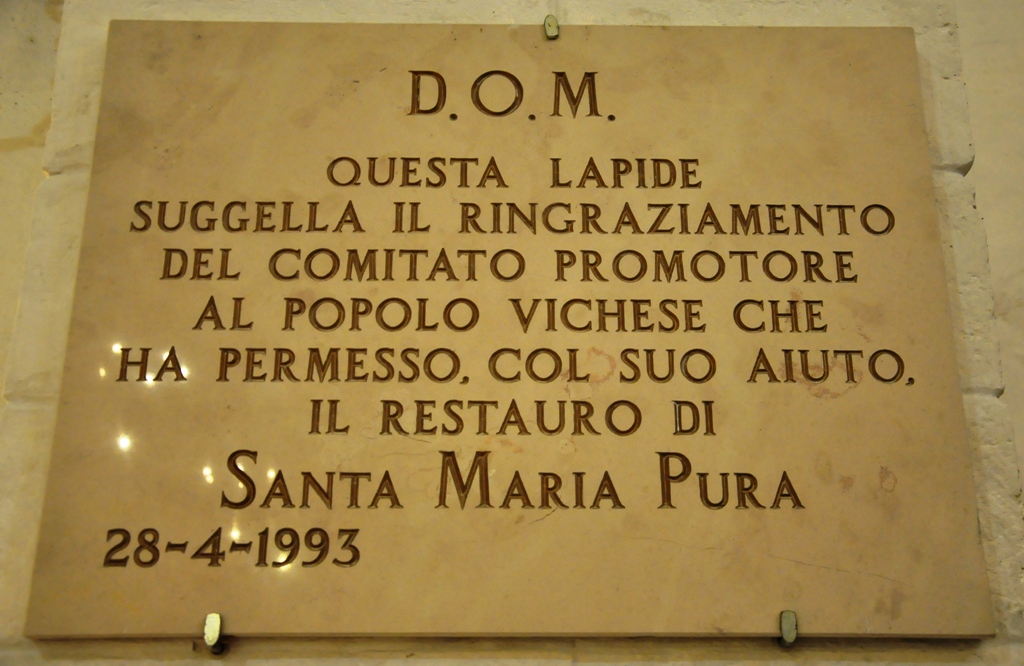 D.O.M.
QUESTA LAPIDE
SUGGELLA IL RINGRAZIAMENTO
DEL COMITATO PROMOTORE
AL POPOLO VICHESE CHE
HA PERMESSO, COL SUO AIUTO,
IL RESTAURO DI
SANTA MARIA PURA
28-4-1993